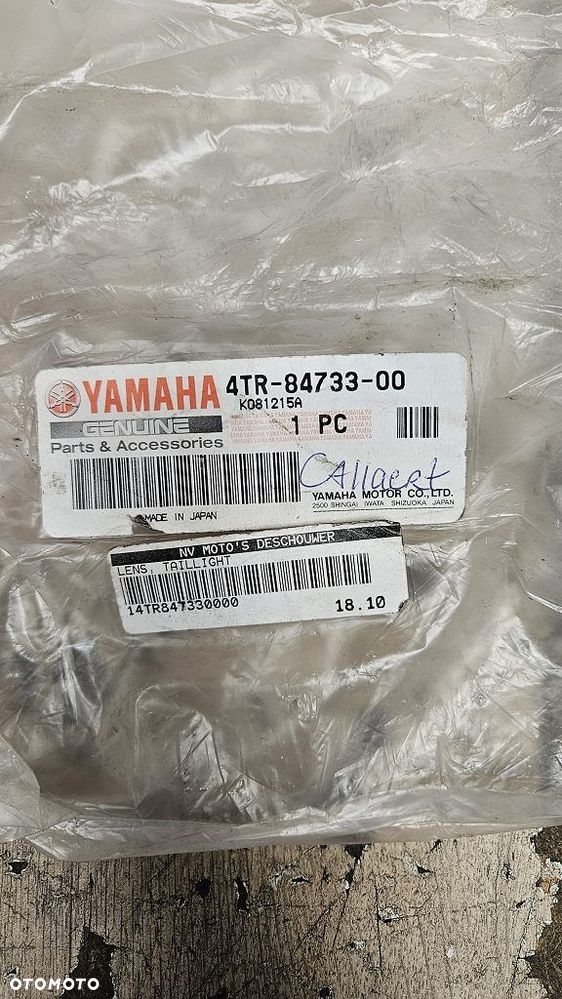 YAMAHA 4TR-84733-00
K081215A
GENUINE 1 PC
Parts & Accessories
CAllaert
YAMAHA MOTOR CO., LTD.
MADE IN JAPAN 2500 SHINGAI IWATA SHIZUOKA JAPAN
NV MOTO'S DESCHOUWER
LENS, TAILLIGHT
14TR847330000 18.10
OTOMOTO